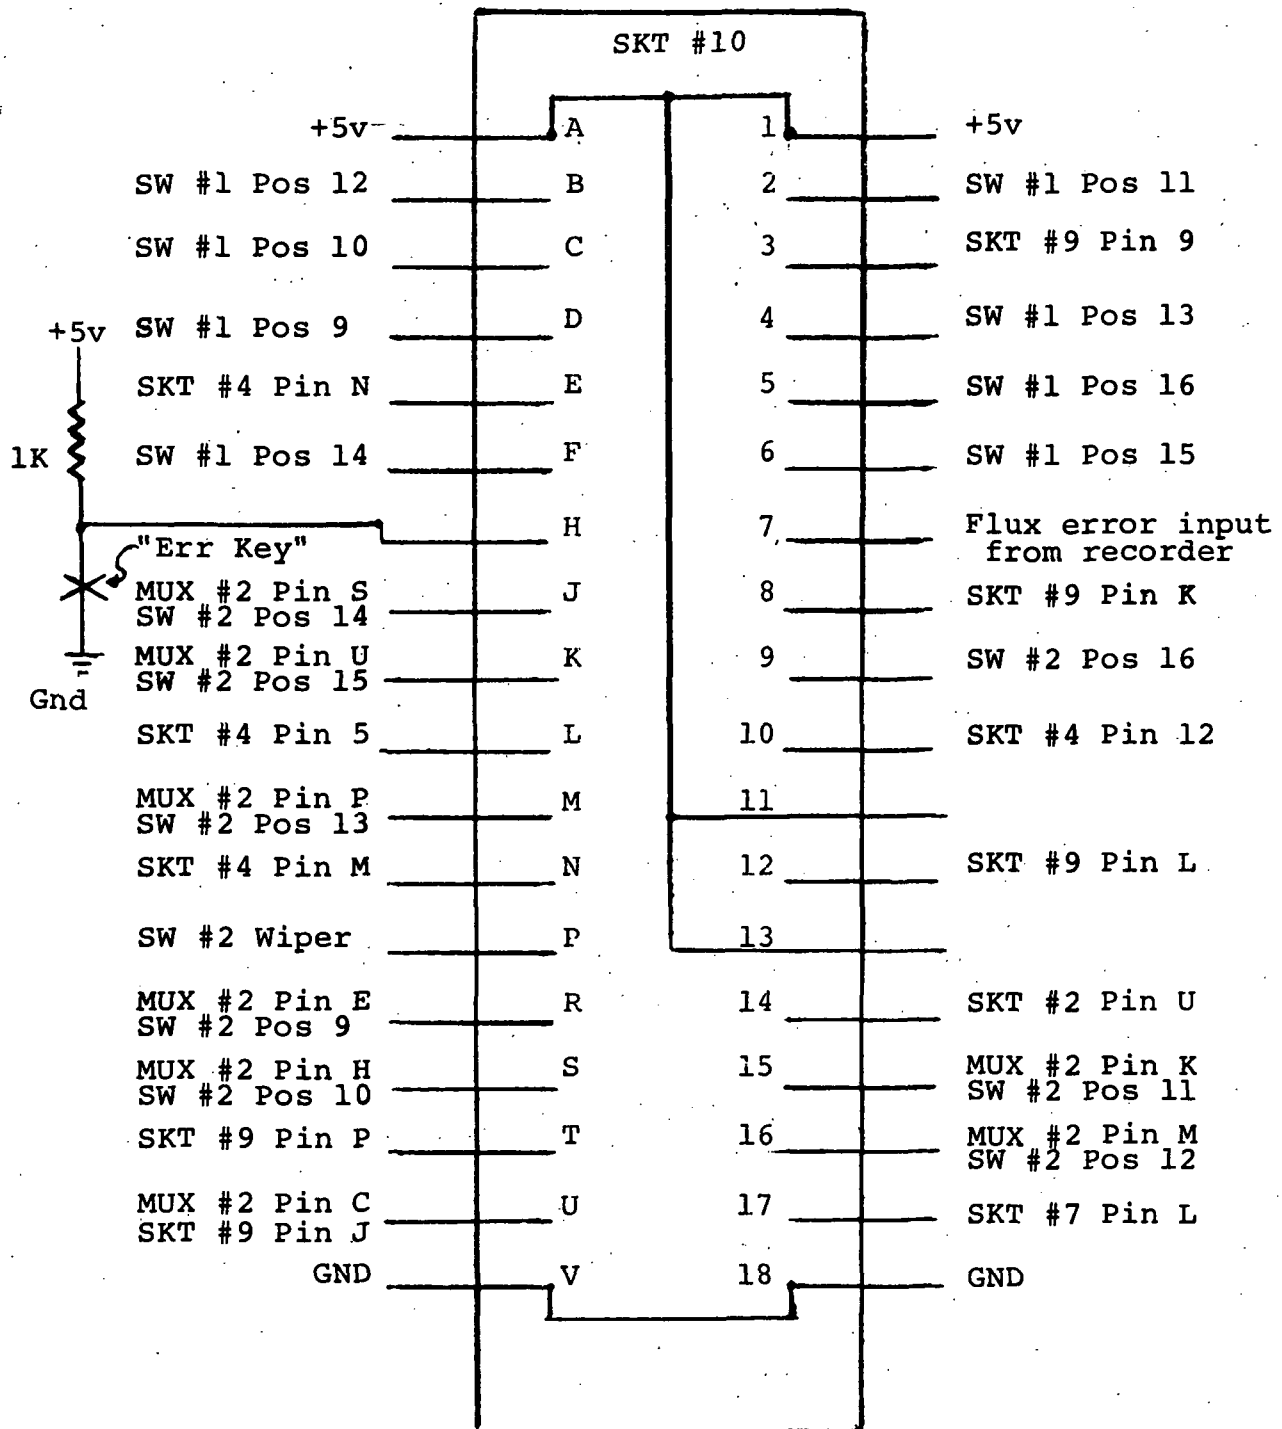 SKT #10
+5v A 1 +5v
SW #1 Pos 12 B 2 SW #1 Pos 11
SW #1 Pos 10 C 3 SKT #9 Pin 9
+5v SW #1 Pos 9 D 4 SW #1 Pos 13
SKT #4 Pin N E 5 SW #1 Pos 16
1K SW #1 Pos 14 F 6 SW #1 Pos 15
H 7 Flux error input
"Err Key" from recorder
MUX #2 Pin S J 8 SKT #9 Pin K
SW #2 Pos 14
MUX #2 Pin U K 9 SW #2 Pos 16
SW #2 Pos 15
Gnd
SKT #4 Pin 5 L 10 SKT #4 Pin 12
MUX #2 Pin P M 11
SW #2 Pos 13
SKT #4 Pin M N 12 SKT #9 Pin L
SW #2 Wiper P 13
MUX #2 Pin E R 14 SKT #2 Pin U
SW #2 Pos 9
MUX #2 Pin H S 15 MUX #2 Pin K
SW #2 Pos 10 SW #2 Pos 11
SKT #9 Pin P T 16 MUX #2 Pin M
SW #2 Pos 12
MUX #2 Pin C U 17 SKT #7 Pin L
SKT #9 Pin J
GND V 18 GND